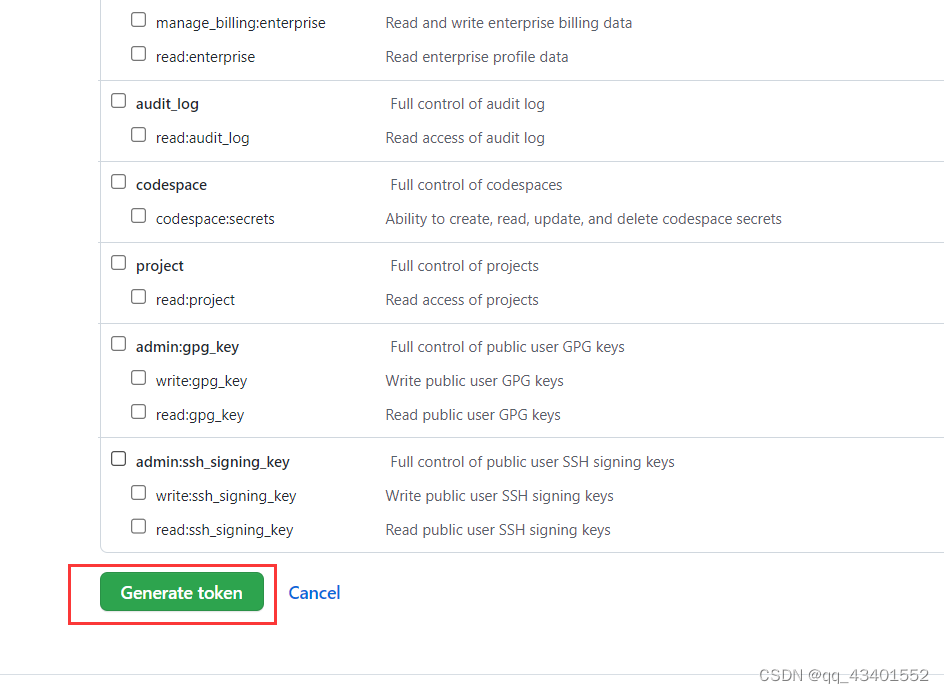 manage_billing:enterprise Read and write enterprise billing data
read:enterprise Read enterprise profile data
audit_log Full control of audit log
read:audit_log Read access of audit log
codespace Full control of codespaces
codespace:secrets Ability to create, read, update, and delete codespace secrets
project Full control of projects
read:project Read access of projects
admin:gpg_key Full control of public user GPG keys
write:gpg_key Write public user GPG keys
read:gpg_key Read public user GPG keys
admin:ssh_signing_key Full control of public user SSH signing keys
write:ssh_signing_key Write public user SSH signing keys
read:ssh_signing_key Read public user SSH signing keys
Generate token Cancel
CSDN @qq_43401552